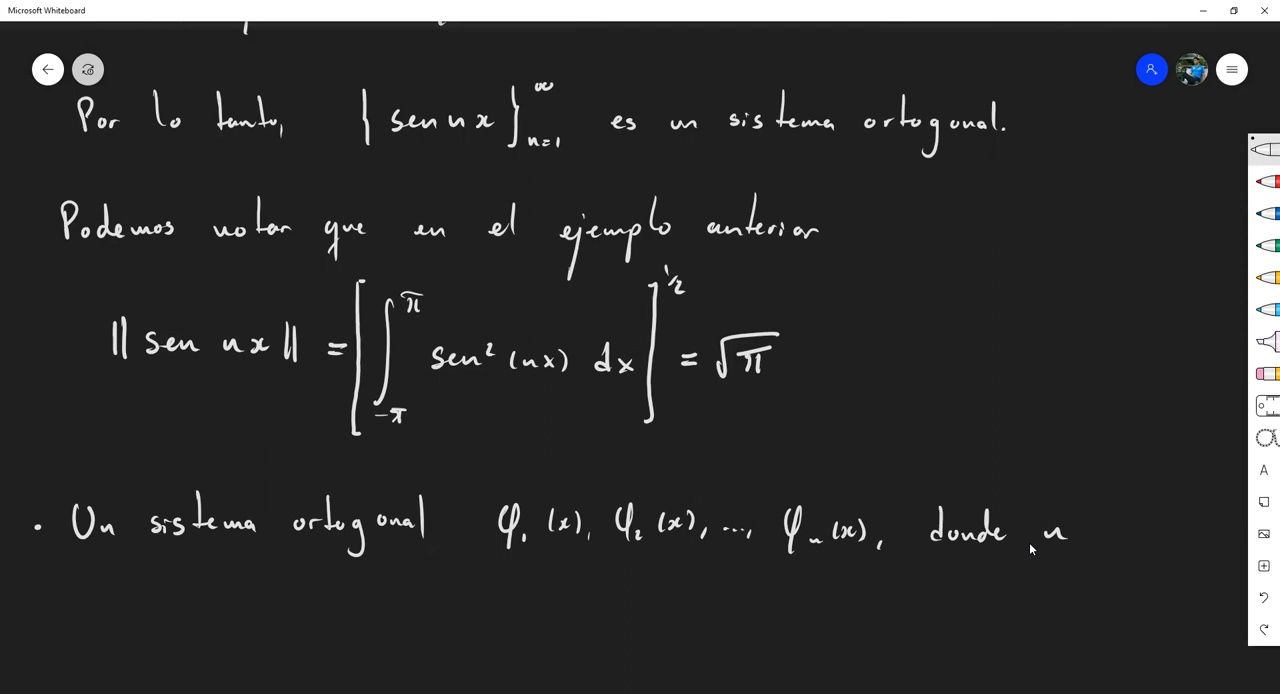 Microsoft Whiteboard
Por lo tanto, { sen nx }_{n=1}^{∞} es un sistema ortogonal.
Podemos notar que en el ejemplo anterior
|| sen nx || = [ ∫_{-π}^{π} sen² (nx) dx ]^{1/2} = √π
• Un sistema ortogonal φ₁ (x), φ₂ (x), ..., φₙ (x), donde n
A